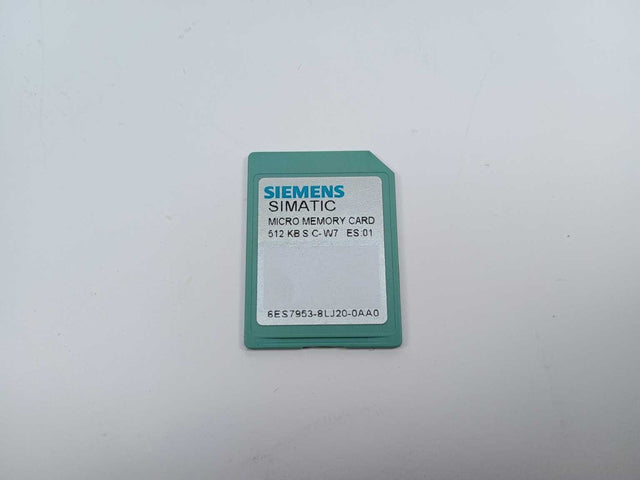 SIEMENS
SIMATIC
MICRO MEMORY CARD
512 KB S C-W7 ES:01
6ES7953-8LJ20-0AA0